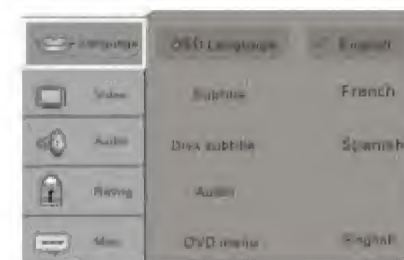 Language OSD Language ✓ English
Video Subtitle French
Audio Divx subtitle Spanish
Rating Audio
Misc DVD menu English